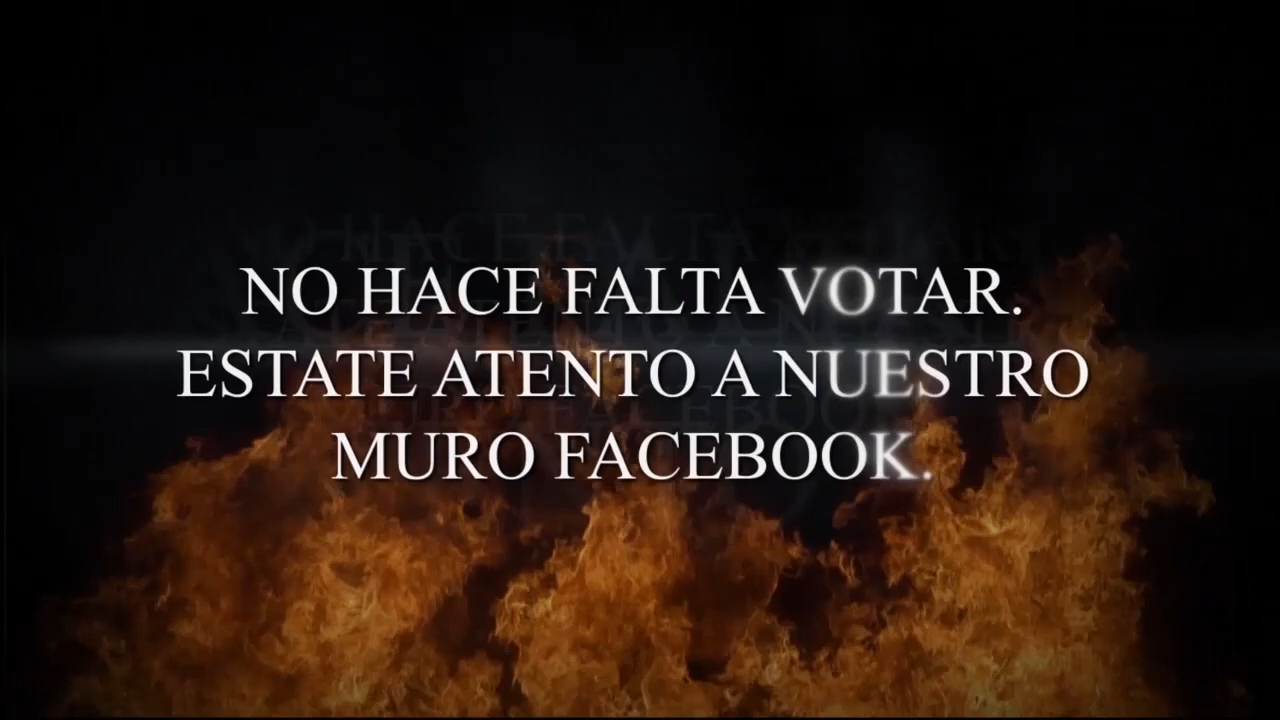 NO HACE FALTA VOTAR.
ESTATE ATENTO A NUESTRO
MURO FACEBOOK.